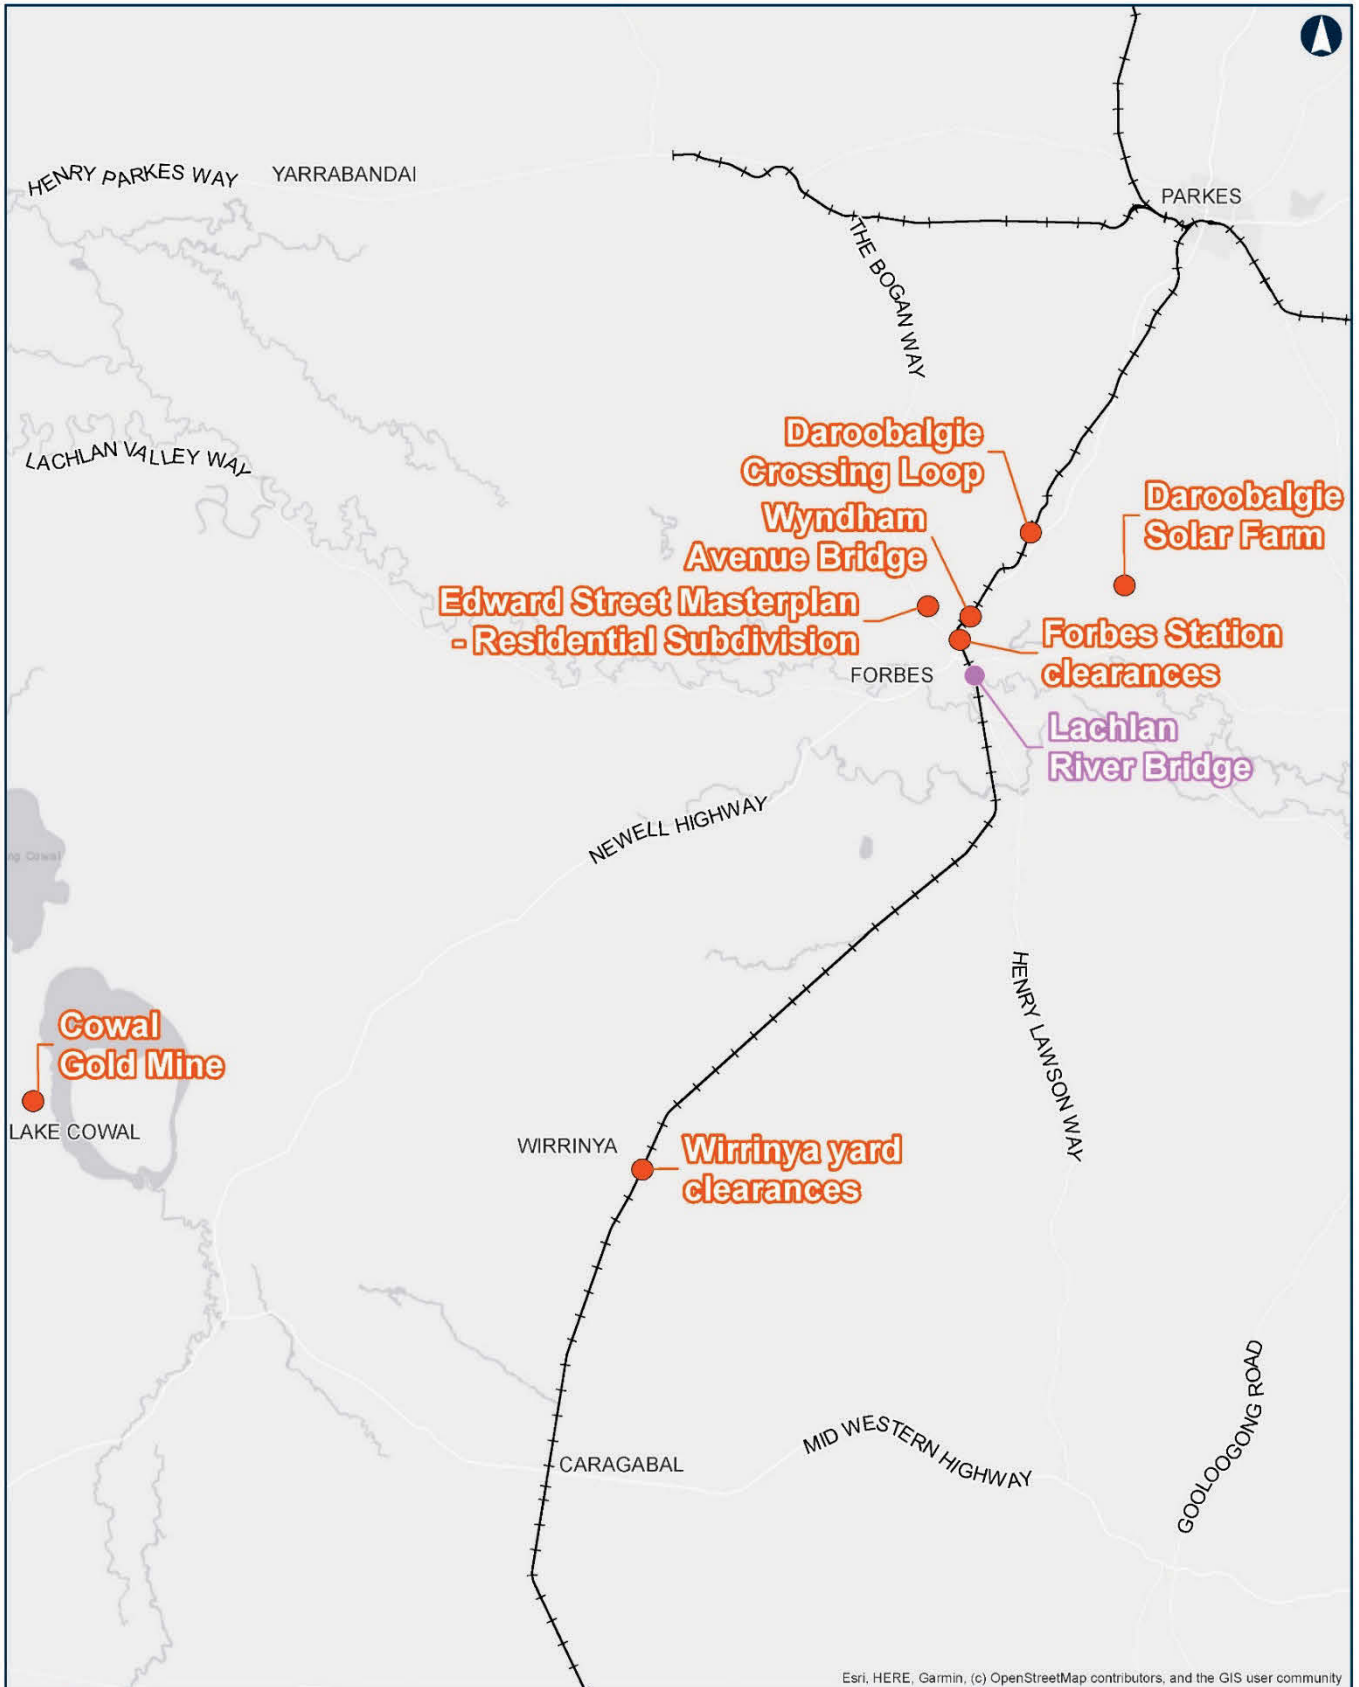 HENRY PARKES WAY
YARRABANDAI
PARKES
THE BOGAN WAY
LACHLAN VALLEY WAY
Daroobalgie
Crossing Loop
Wyndham
Avenue Bridge
Daroobalgie
Solar Farm
Edward Street Masterplan
- Residential Subdivision
Forbes Station
clearances
FORBES
Lachlan
River Bridge
NEWELL HIGHWAY
HENRY LAWSON WAY
Cowal
Gold Mine
LAKE COWAL
WIRRINYA
Wirrinya yard
clearances
CARAGABAL
MID WESTERN HIGHWAY
GOOLOOGONG ROAD
Esri, HERE, Garmin, (c) OpenStreetMap contributors, and the GIS user community